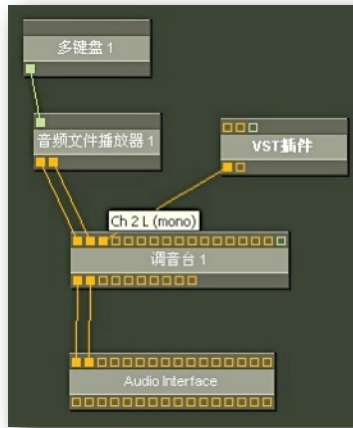 多键盘 1
音频文件播放器 1
VST插件
Ch 2 L (mono)
调音台 1
Audio Interface